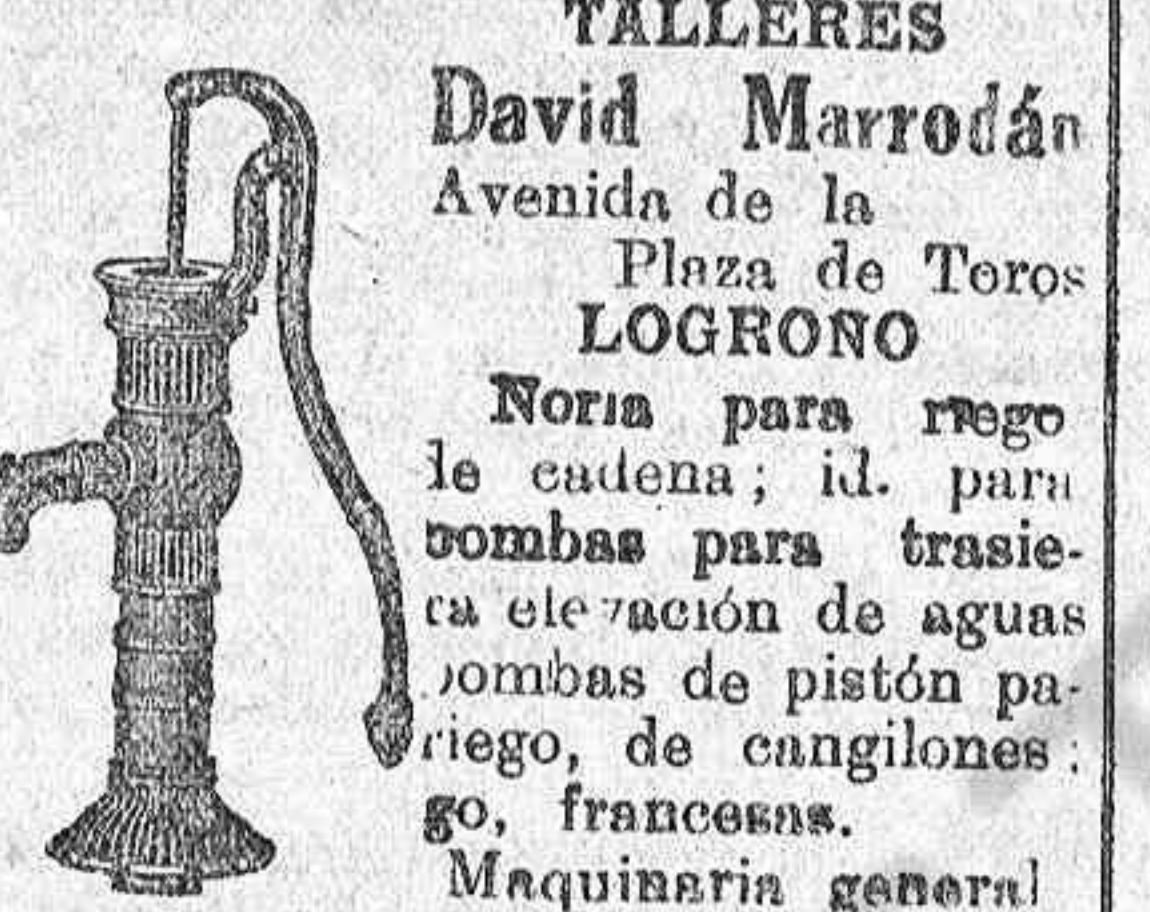 TALLERES
David Marrodán
Avenida de la
Plaza de Toros
LOGROÑO
Noria para riego
de cadena; id. para
bombas para trasie-
ca elevación de aguas
bombas de pistón pa-
riego, de cangilones;
go, francesas.
Maquinaria general